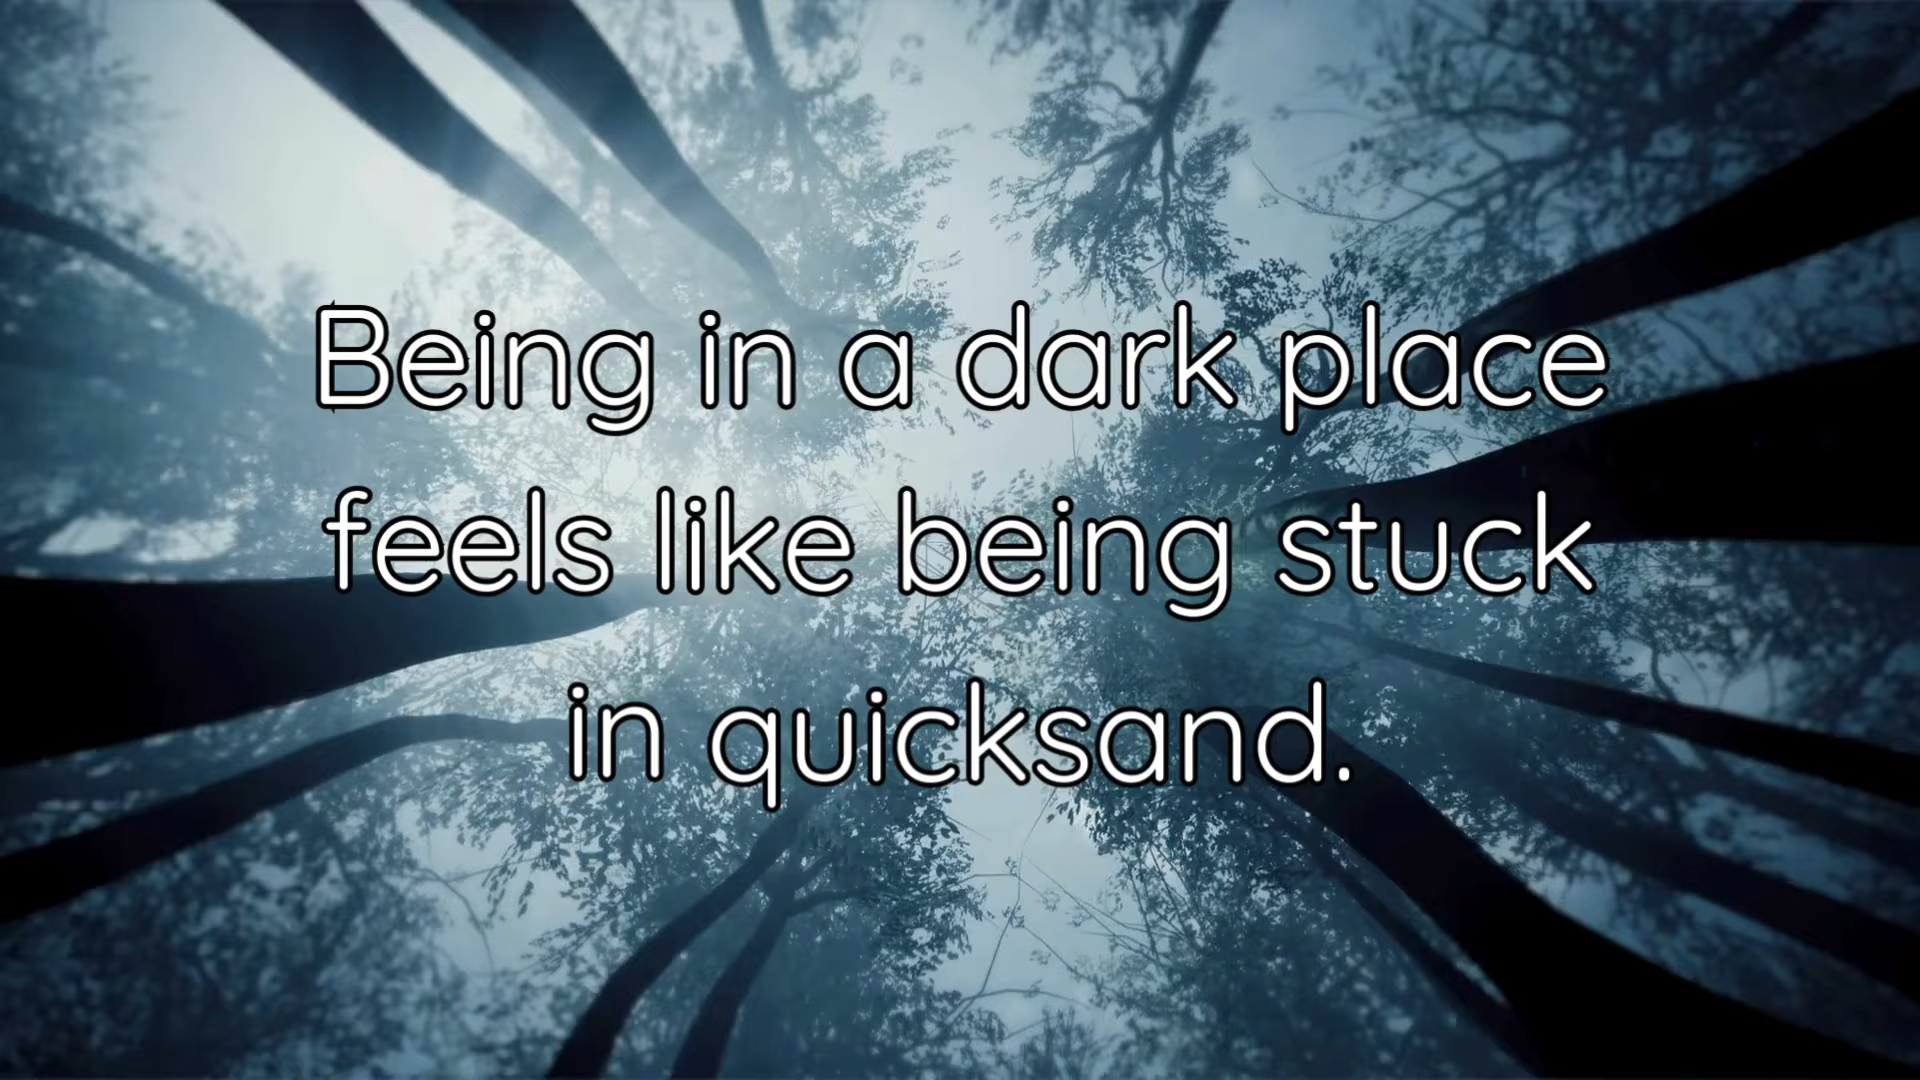 Being in a dark place
feels like being stuck
in quicksand.